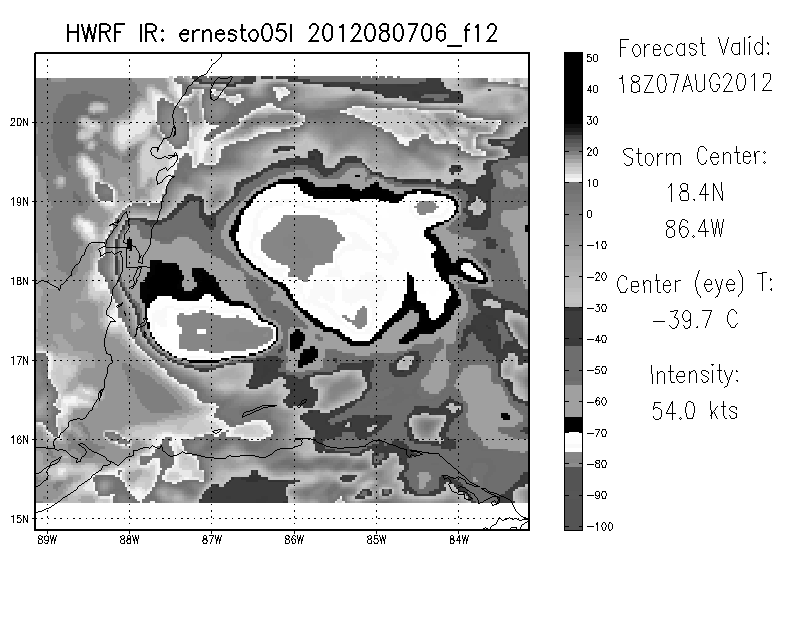 HWRF IR: ernesto05l 2012080706_f12
Forecast Valid:
18Z07AUG2012
Storm Center:
18.4N
86.4W
Center (eye) T:
−39.7 C
Intensity:
54.0 kts
20N
19N
18N
17N
16N
15N
89W 88W 87W 86W 85W 84W
50
40
30
20
10
0
−10
−20
−30
−40
−50
−60
−70
−80
−90
−100